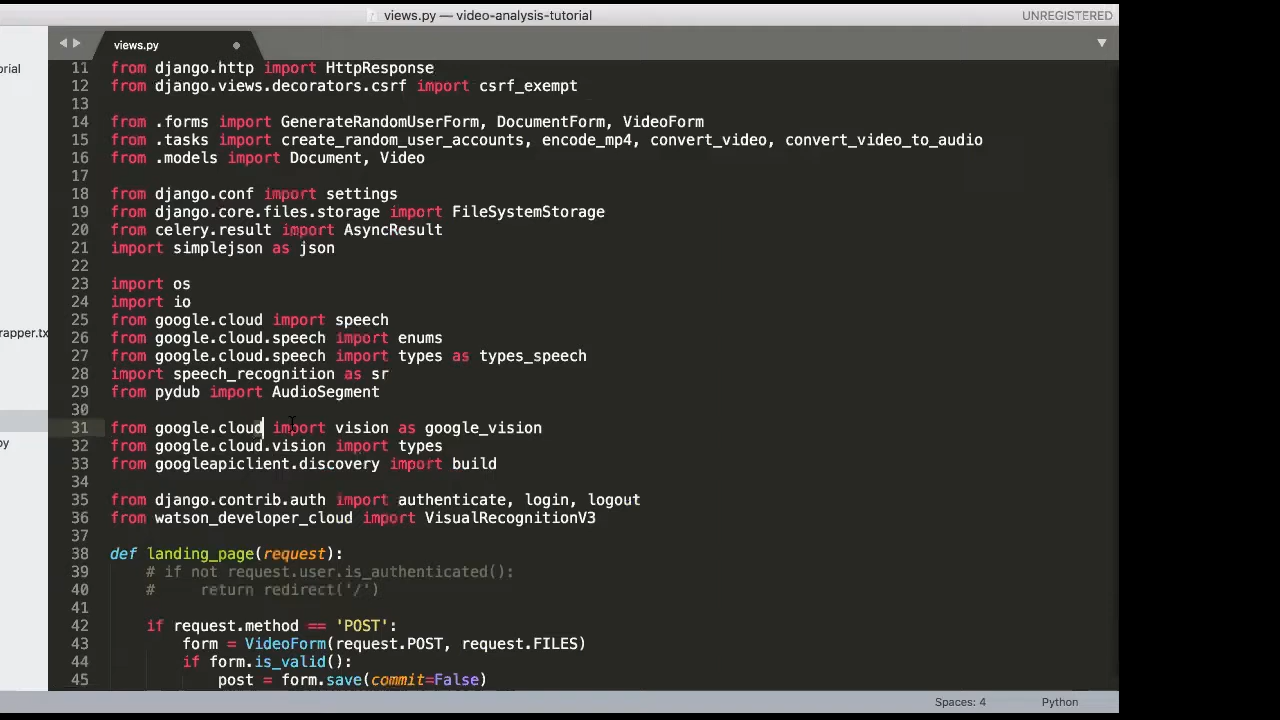 views.py — video-analysis-tutorial
UNREGISTERED
views.py
orial
rapper.tx
py
11 from django.http import HttpResponse
12 from django.views.decorators.csrf import csrf_exempt
13
14 from .forms import GenerateRandomUserForm, DocumentForm, VideoForm
15 from .tasks import create_random_user_accounts, encode_mp4, convert_video, convert_video_to_audio
16 from .models import Document, Video
17
18 from django.conf import settings
19 from django.core.files.storage import FileSystemStorage
20 from celery.result import AsyncResult
21 import simplejson as json
22
23 import os
24 import io
25 from google.cloud import speech
26 from google.cloud.speech import enums
27 from google.cloud.speech import types as types_speech
28 import speech_recognition as sr
29 from pydub import AudioSegment
30
31 from google.cloud import vision as google_vision
32 from google.cloud.vision import types
33 from googleapiclient.discovery import build
34
35 from django.contrib.auth import authenticate, login, logout
36 from watson_developer_cloud import VisualRecognitionV3
37
38 def landing_page(request):
39     # if not request.user.is_authenticated():
40     #     return redirect('/')
41
42     if request.method == 'POST':
43         form = VideoForm(request.POST, request.FILES)
44         if form.is_valid():
45             post = form.save(commit=False)
Spaces: 4
Python